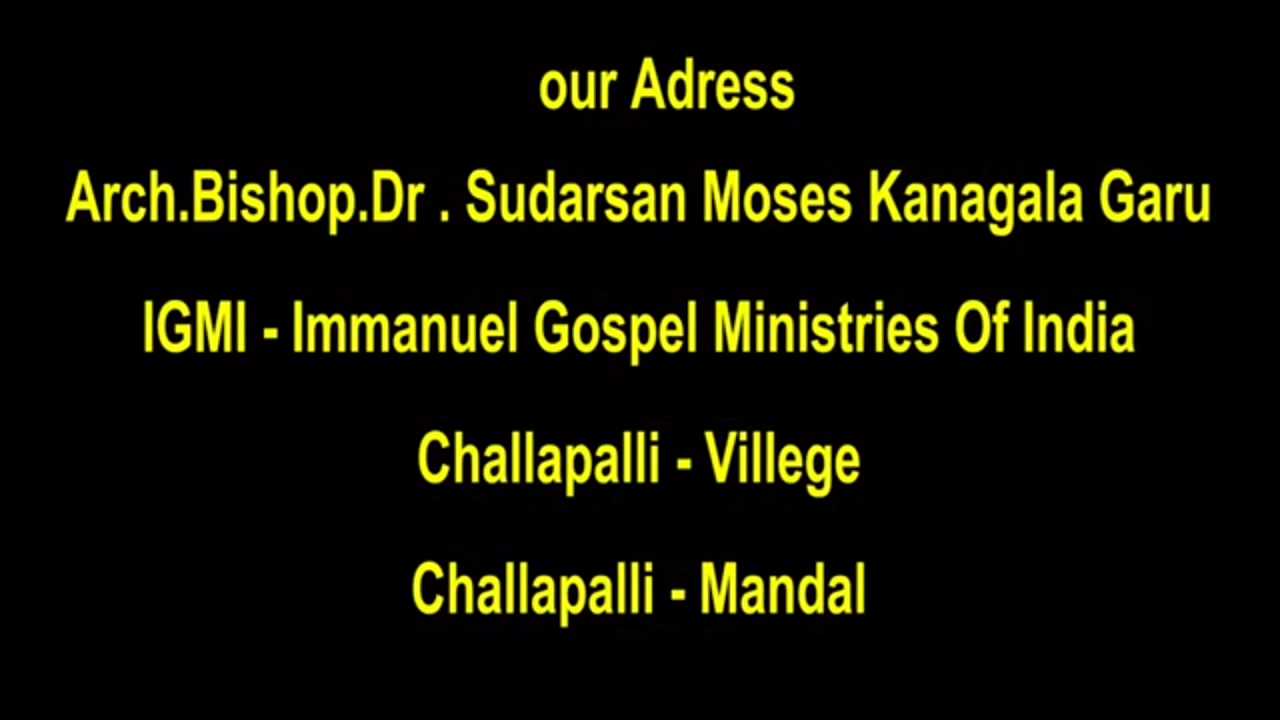 our Adress
Arch.Bishop.Dr . Sudarsan Moses Kanagala Garu
IGMI - Immanuel Gospel Ministries Of India
Challapalli - Villege
Challapalli - Mandal